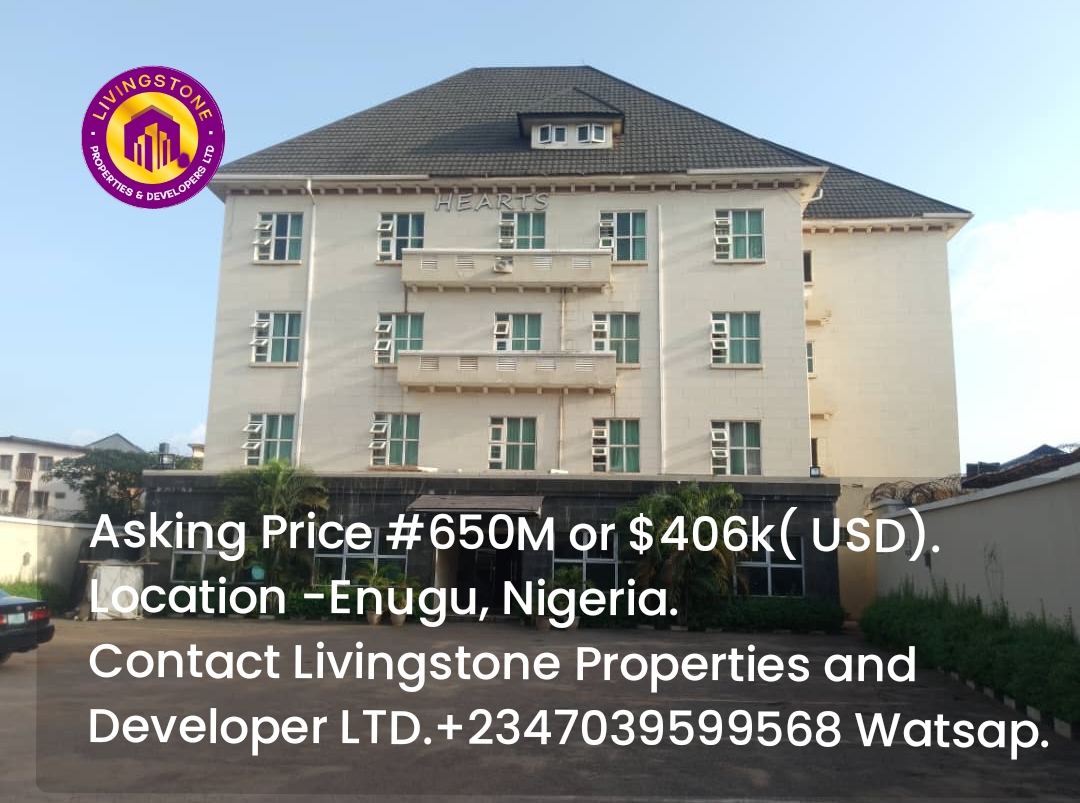 LIVINGSTONE
PROPERTIES & DEVELOPERS LTD
HEARTS
Asking Price #650M or $406k( USD).
Location -Enugu, Nigeria.
Contact Livingstone Properties and
Developer LTD.+2347039599568 Watsap.